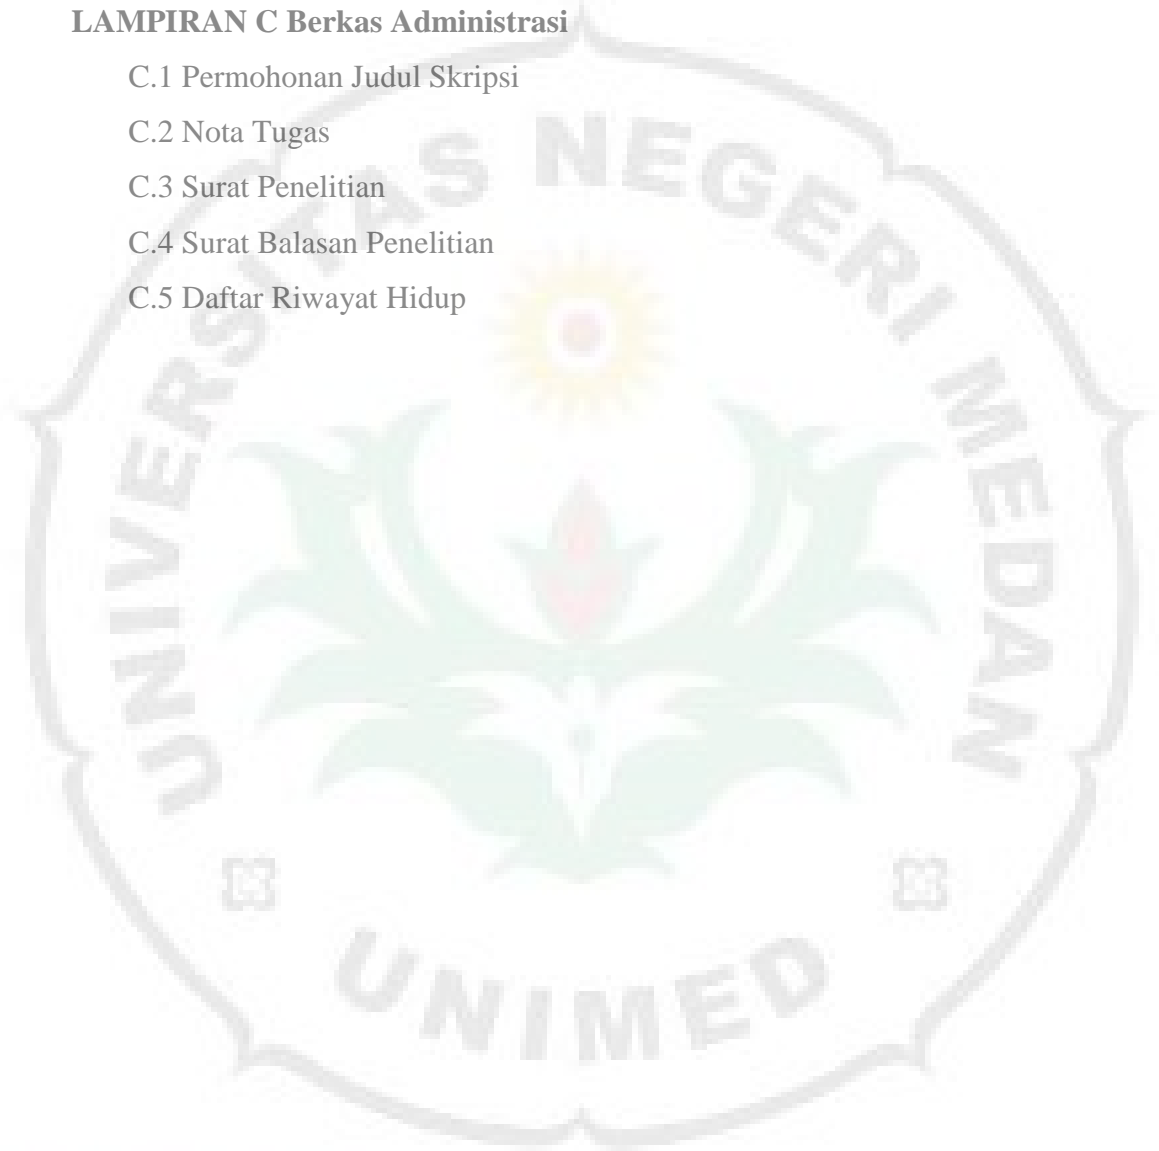 LAMPIRAN C Berkas Administrasi
C.1 Permohonan Judul Skripsi
C.2 Nota Tugas
C.3 Surat Penelitian
C.4 Surat Balasan Penelitian
C.5 Daftar Riwayat Hidup
UNIVERSITAS NEGERI MEDAN
UNIMED